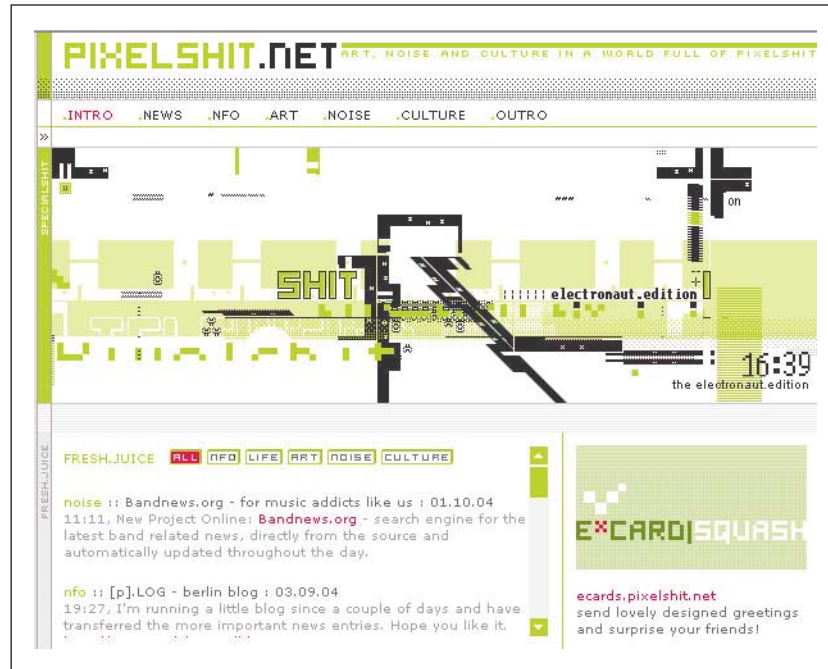 PIXELSHIT.NET
ART, NOISE AND CULTURE IN A WORLD FULL OF PIXELSHIT
.INTRO .NEWS .NFO .ART .NOISE .CULTURE .OUTRO
»
SPECIALSHIT
on
SHIT
electronaut.edition
16:39
the electronaut.edition
FRESH.JUICE
FRESH.JUICE ALL NFO LIFE ART NOISE CULTURE
noise :: Bandnews.org - for music addicts like us : 01.10.04
11:11, New Project Online: Bandnews.org - search engine for the
latest band related news, directly from the source and
automatically updated throughout the day.
nfo :: [p].LOG - berlin blog : 03.09.04
19:27, I'm running a little blog since a couple of days and have
transferred the more important news entries. Hope you like it,
E*CARD|SQUASH
ecards.pixelshit.net
send lovely designed greetings
and surprise your friends!